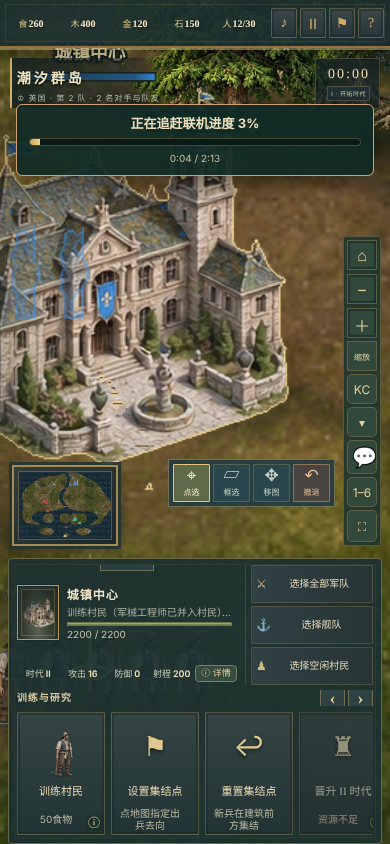 食260 木400 金120 石150 人12/30 ♪ II ⚑ ?
城镇中心
潮汐群岛
00:00
♔ 英国 · 第 2 队 · 2 名对手与队友
I · 开拓时代
正在追赶联机进度 3%
0:04 / 2:13
缩放
KC
1–6
点选 框选 移图 撤退
城镇中心
训练村民（军械工程师已并入村民）…
2200 / 2200
时代 II 攻击 16 防御 0 射程 200 ⓘ 详情
选择全部军队
选择舰队
选择空闲村民
训练与研究
训练村民
50食物
设置集结点
点地图指定出
兵去向
重置集结点
新兵在建筑前
方集结
晋升 II 时代
资源不足